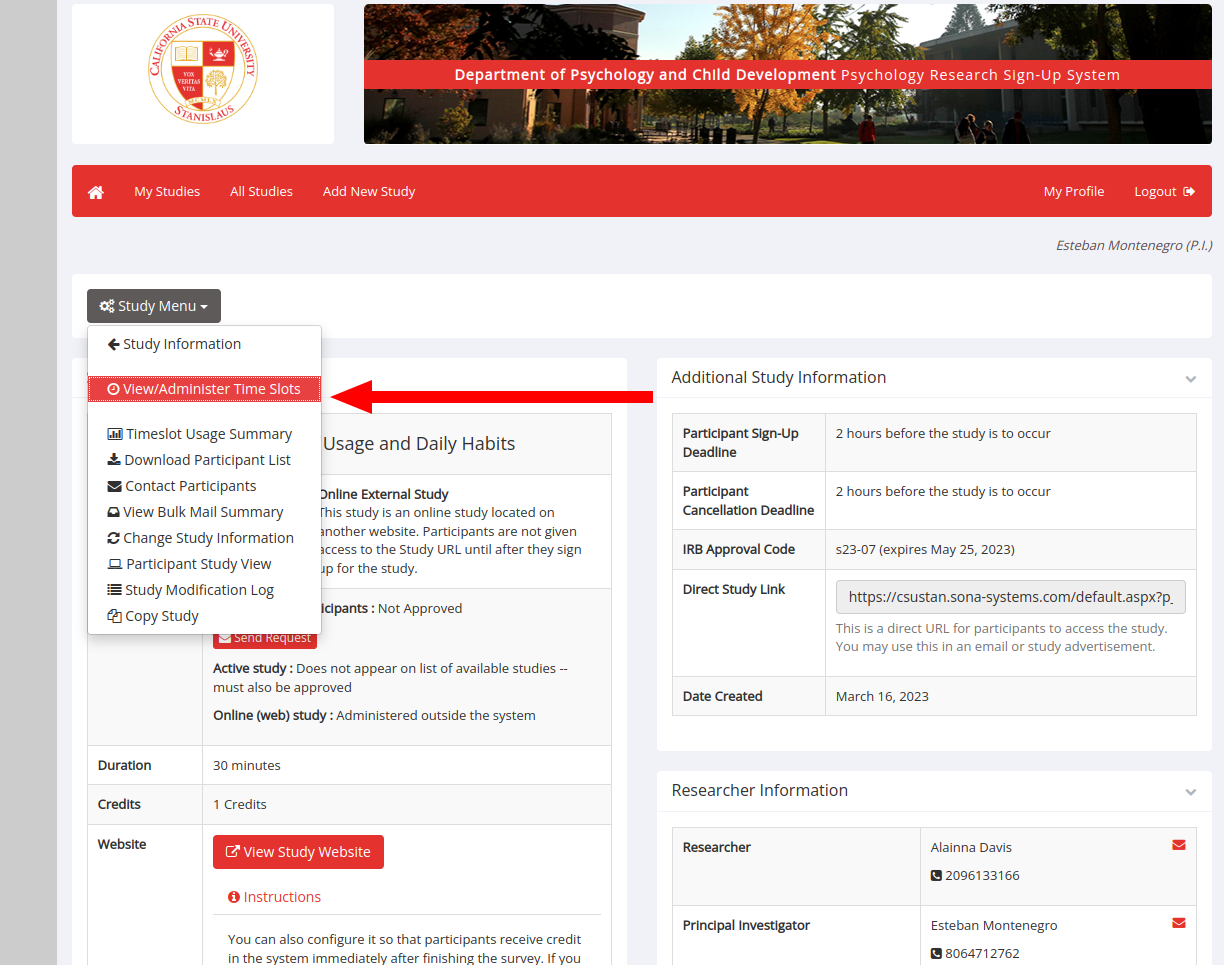 CALIFORNIA STATE UNIVERSITY
VOX
VERITAS
VITA
STANISLAUS
Department of Psychology and Child Development Psychology Research Sign-Up System
My Studies
All Studies
Add New Study
My Profile
Logout
Esteban Montenegro (P.I.)
Study Menu
Study Information
View/Administer Time Slots
Timeslot Usage Summary
Download Participant List
Contact Participants
View Bulk Mail Summary
Change Study Information
Participant Study View
Study Modification Log
Copy Study
Usage and Daily Habits
Online External Study
This study is an online study located on
another website. Participants are not given
access to the Study URL until after they sign
up for the study.
icipants : Not Approved
Send Request
Active study : Does not appear on list of available studies --
must also be approved
Online (web) study : Administered outside the system
Duration
30 minutes
Credits
1 Credits
Website
View Study Website
Instructions
You can also configure it so that participants receive credit
in the system immediately after finishing the survey. If you
Additional Study Information
Participant Sign-Up
Deadline
2 hours before the study is to occur
Participant
Cancellation Deadline
2 hours before the study is to occur
IRB Approval Code
s23-07 (expires May 25, 2023)
Direct Study Link
https://csustan.sona-systems.com/default.aspx?p_
This is a direct URL for participants to access the study.
You may use this in an email or study advertisement.
Date Created
March 16, 2023
Researcher Information
Researcher
Alainna Davis
2096133166
Principal Investigator
Esteban Montenegro
8064712762